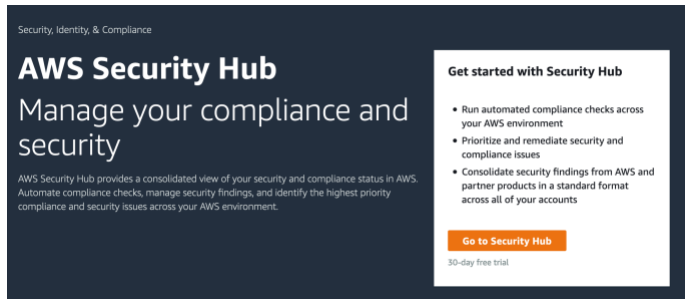 Security, Identity, & Compliance
AWS Security Hub
Manage your compliance and
security
AWS Security Hub provides a consolidated view of your security and compliance status in AWS.
Automate compliance checks, manage security findings, and identify the highest priority
compliance and security issues across your AWS environment.
Get started with Security Hub
• Run automated compliance checks across
your AWS environment
• Prioritize and remediate security and
compliance issues
• Consolidate security findings from AWS and
partner products in a standard format
across all of your accounts
Go to Security Hub
30-day free trial